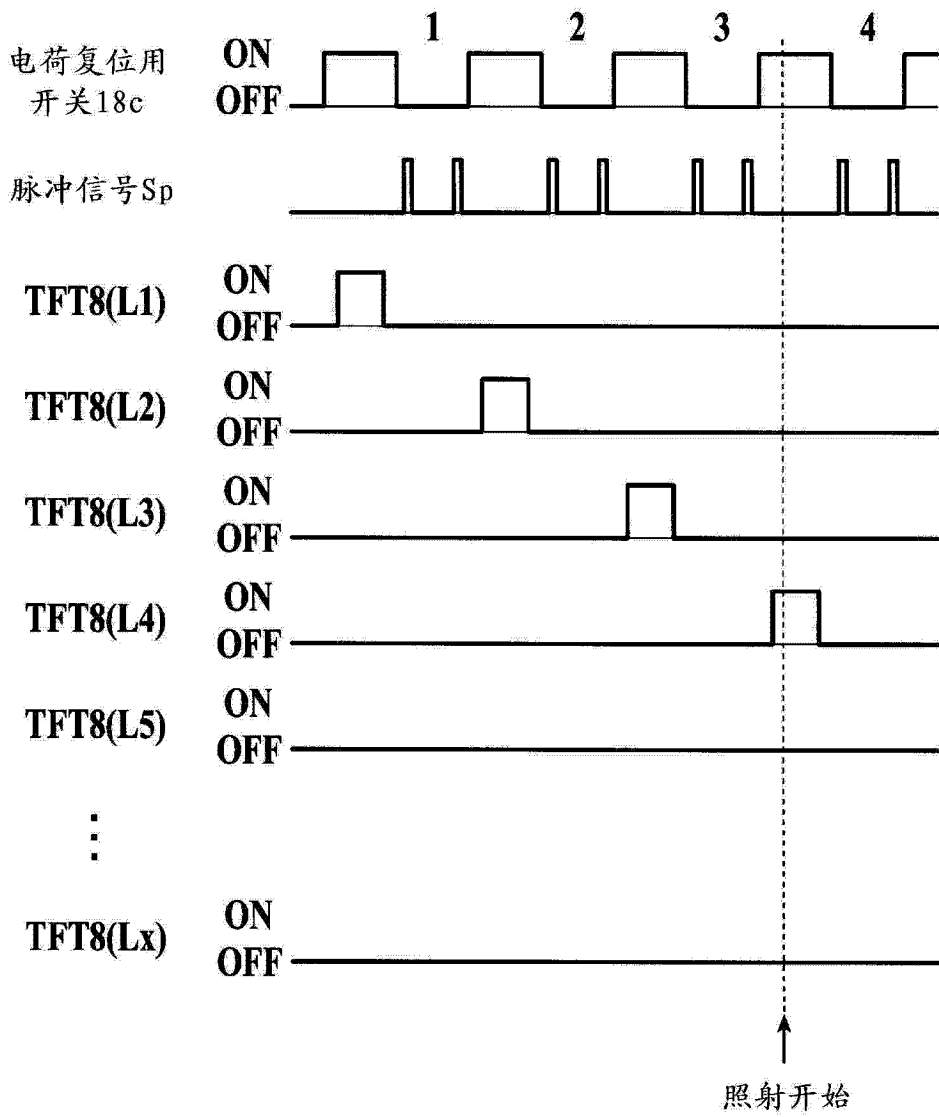 1 2 3 4
电荷复位用
开关18c
ON
OFF
脉冲信号Sp
TFT8(L1)
ON
OFF
TFT8(L2)
ON
OFF
TFT8(L3)
ON
OFF
TFT8(L4)
ON
OFF
TFT8(L5)
ON
OFF
⋮
TFT8(Lx)
ON
OFF
照射开始